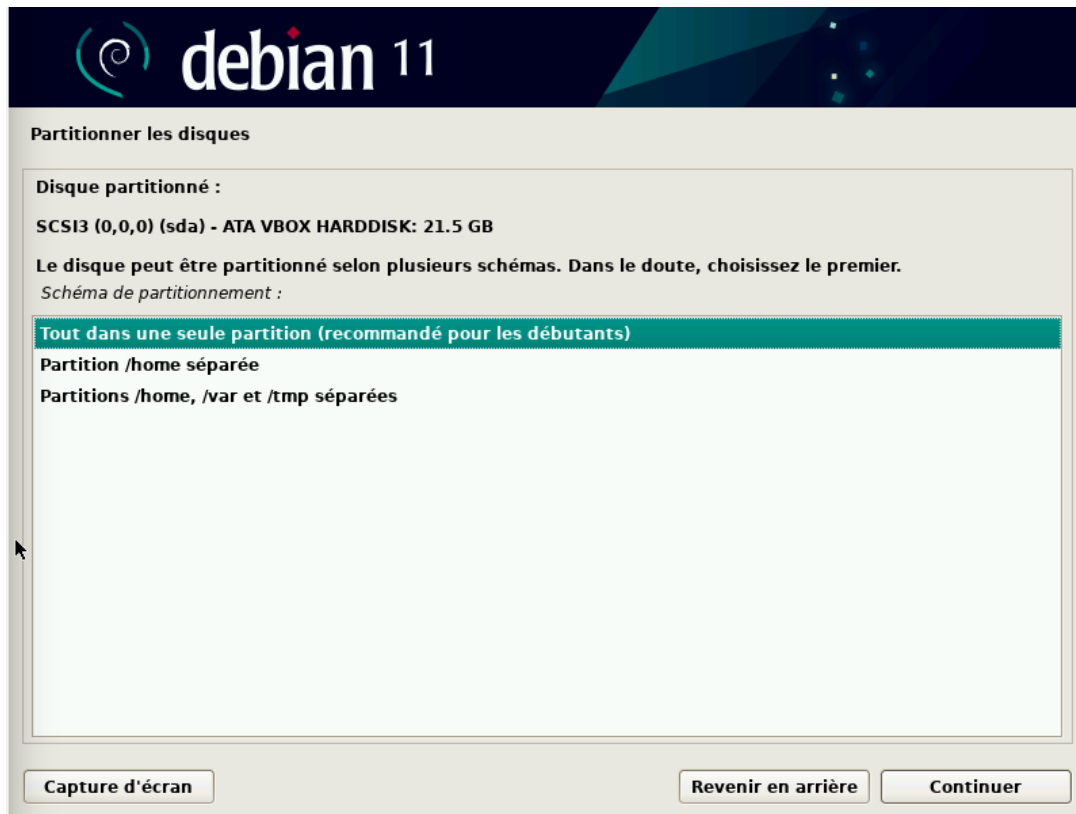 debian 11
Partitionner les disques
Disque partitionné :
SCSI3 (0,0,0) (sda) - ATA VBOX HARDDISK: 21.5 GB
Le disque peut être partitionné selon plusieurs schémas. Dans le doute, choisissez le premier.
Schéma de partitionnement :
Tout dans une seule partition (recommandé pour les débutants)
Partition /home séparée
Partitions /home, /var et /tmp séparées
Capture d'écran
Revenir en arrière
Continuer